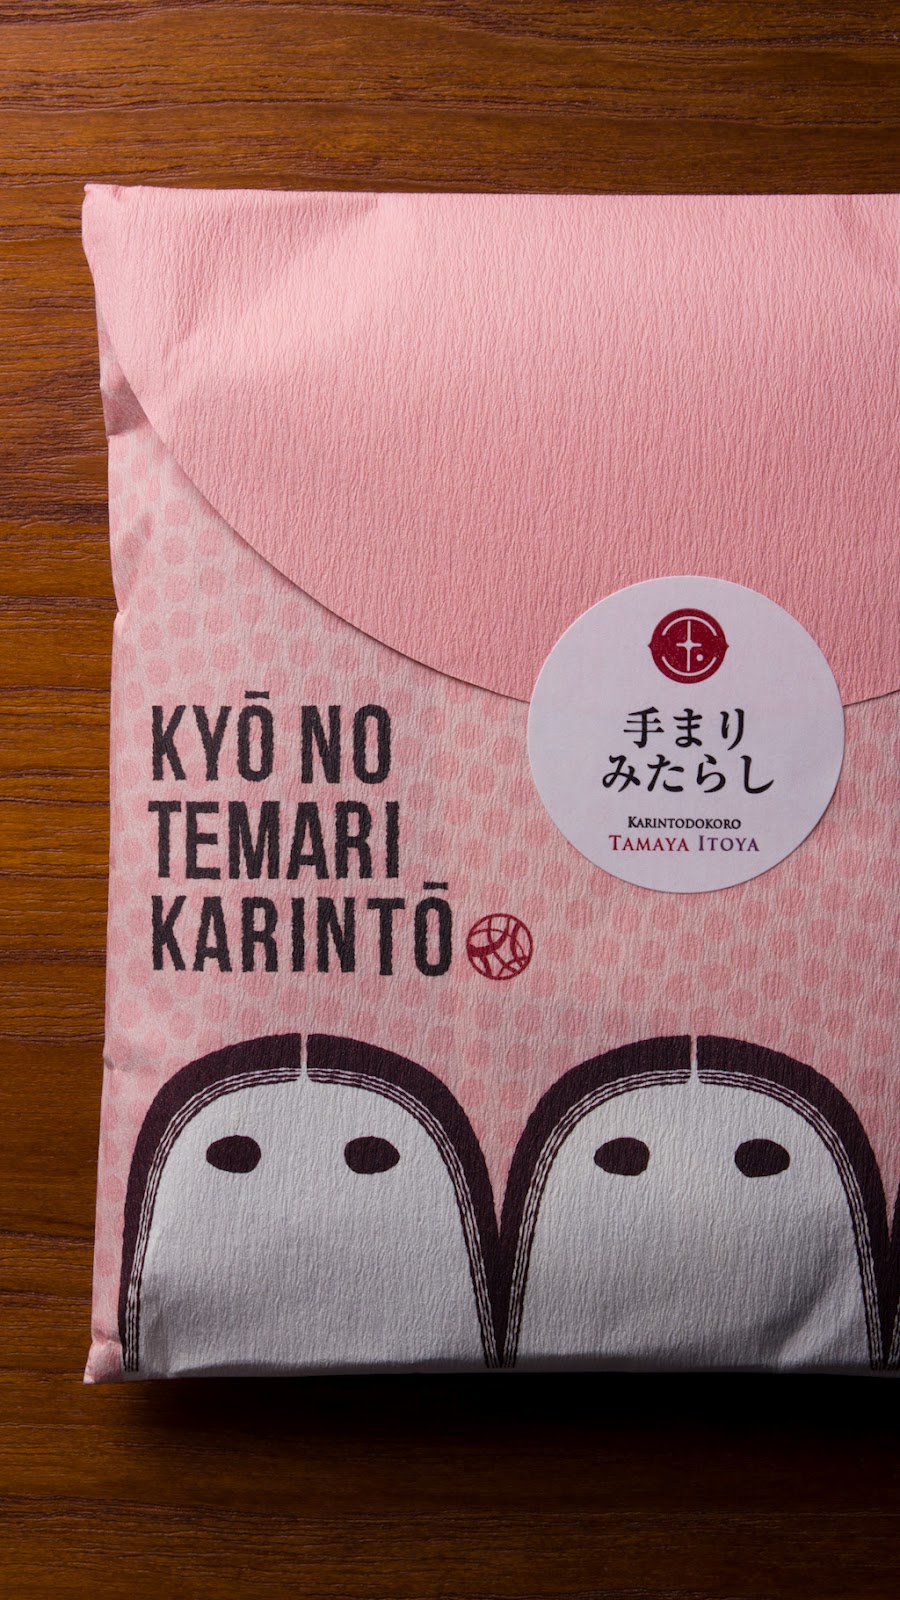 KYŌ NO
TEMARI
KARINTŌ
手まり
みたらし
KARINTODOKORO
TAMAYA ITOYA